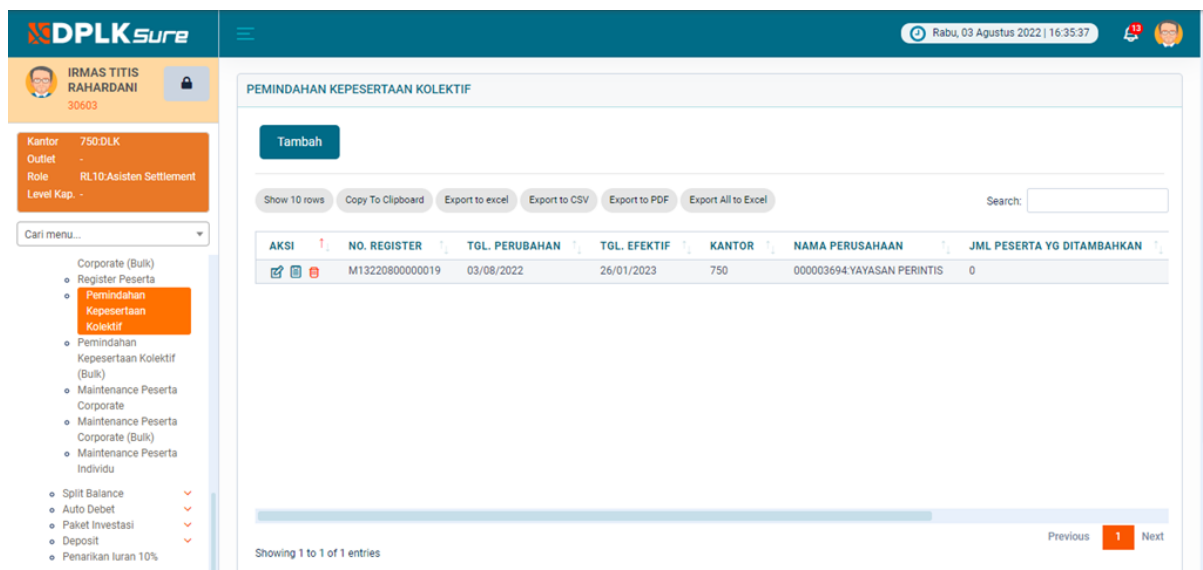 DPLKsure
Rabu, 03 Agustus 2022 | 16:35:37
13
IRMAS TITIS
RAHARDANI
30603
Kantor 750:DLK
Outlet -
Role RL10:Asisten Settlement
Level Kap. -
Cari menu...
Corporate (Bulk)
Register Peserta
Pemindahan
Kepesertaan
Kolektif
Pemindahan
Kepesertaan Kolektif
(Bulk)
Maintenance Peserta
Corporate
Maintenance Peserta
Corporate (Bulk)
Maintenance Peserta
Individu
Split Balance
Auto Debet
Paket Investasi
Deposit
Penarikan Iuran 10%
PEMINDAHAN KEPESERTAAN KOLEKTIF
Tambah
Show 10 rows Copy To Clipboard Export to excel Export to CSV Export to PDF Export All to Excel Search:
AKSI NO. REGISTER TGL. PERUBAHAN TGL. EFEKTIF KANTOR NAMA PERUSAHAAN JML PESERTA YG DITAMBAHKAN
M13220800000019 03/08/2022 26/01/2023 750 000003694:YAYASAN PERINTIS 0
Previous 1 Next
Showing 1 to 1 of 1 entries